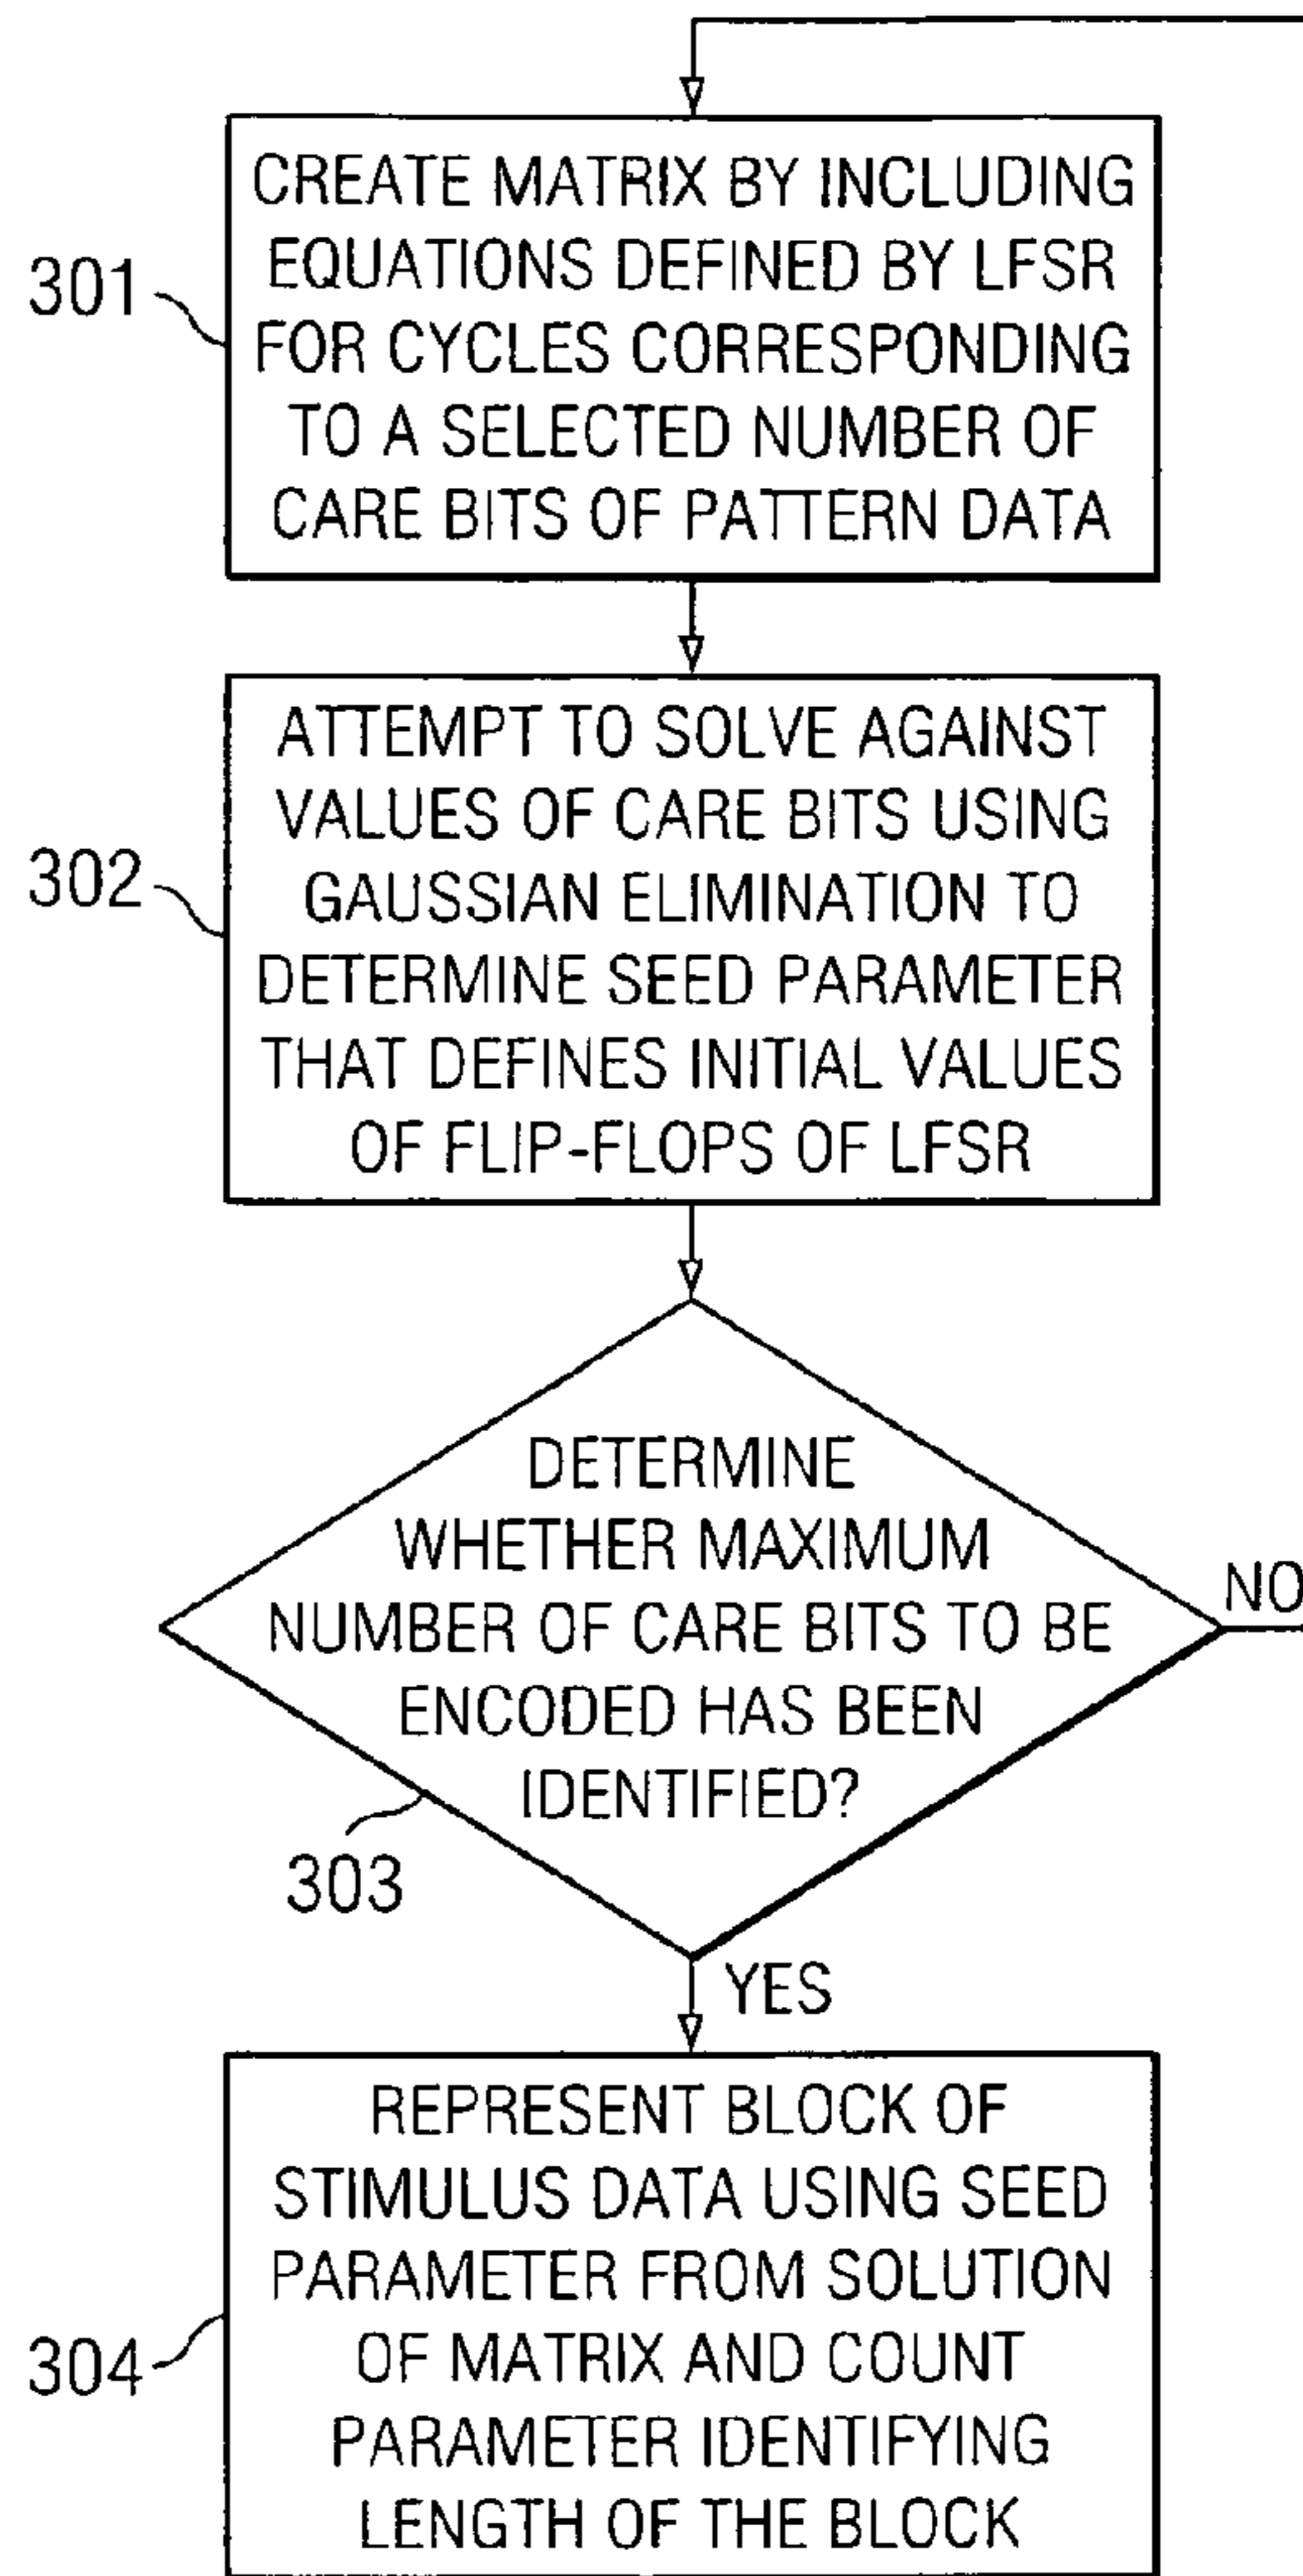 CREATE MATRIX BY INCLUDING
EQUATIONS DEFINED BY LFSR
FOR CYCLES CORRESPONDING
TO A SELECTED NUMBER OF
CARE BITS OF PATTERN DATA
301
ATTEMPT TO SOLVE AGAINST
VALUES OF CARE BITS USING
GAUSSIAN ELIMINATION TO
DETERMINE SEED PARAMETER
THAT DEFINES INITIAL VALUES
OF FLIP-FLOPS OF LFSR
302
DETERMINE
WHETHER MAXIMUM
NUMBER OF CARE BITS TO BE
ENCODED HAS BEEN
IDENTIFIED?
NO
303
YES
REPRESENT BLOCK OF
STIMULUS DATA USING SEED
PARAMETER FROM SOLUTION
OF MATRIX AND COUNT
PARAMETER IDENTIFYING
LENGTH OF THE BLOCK
304